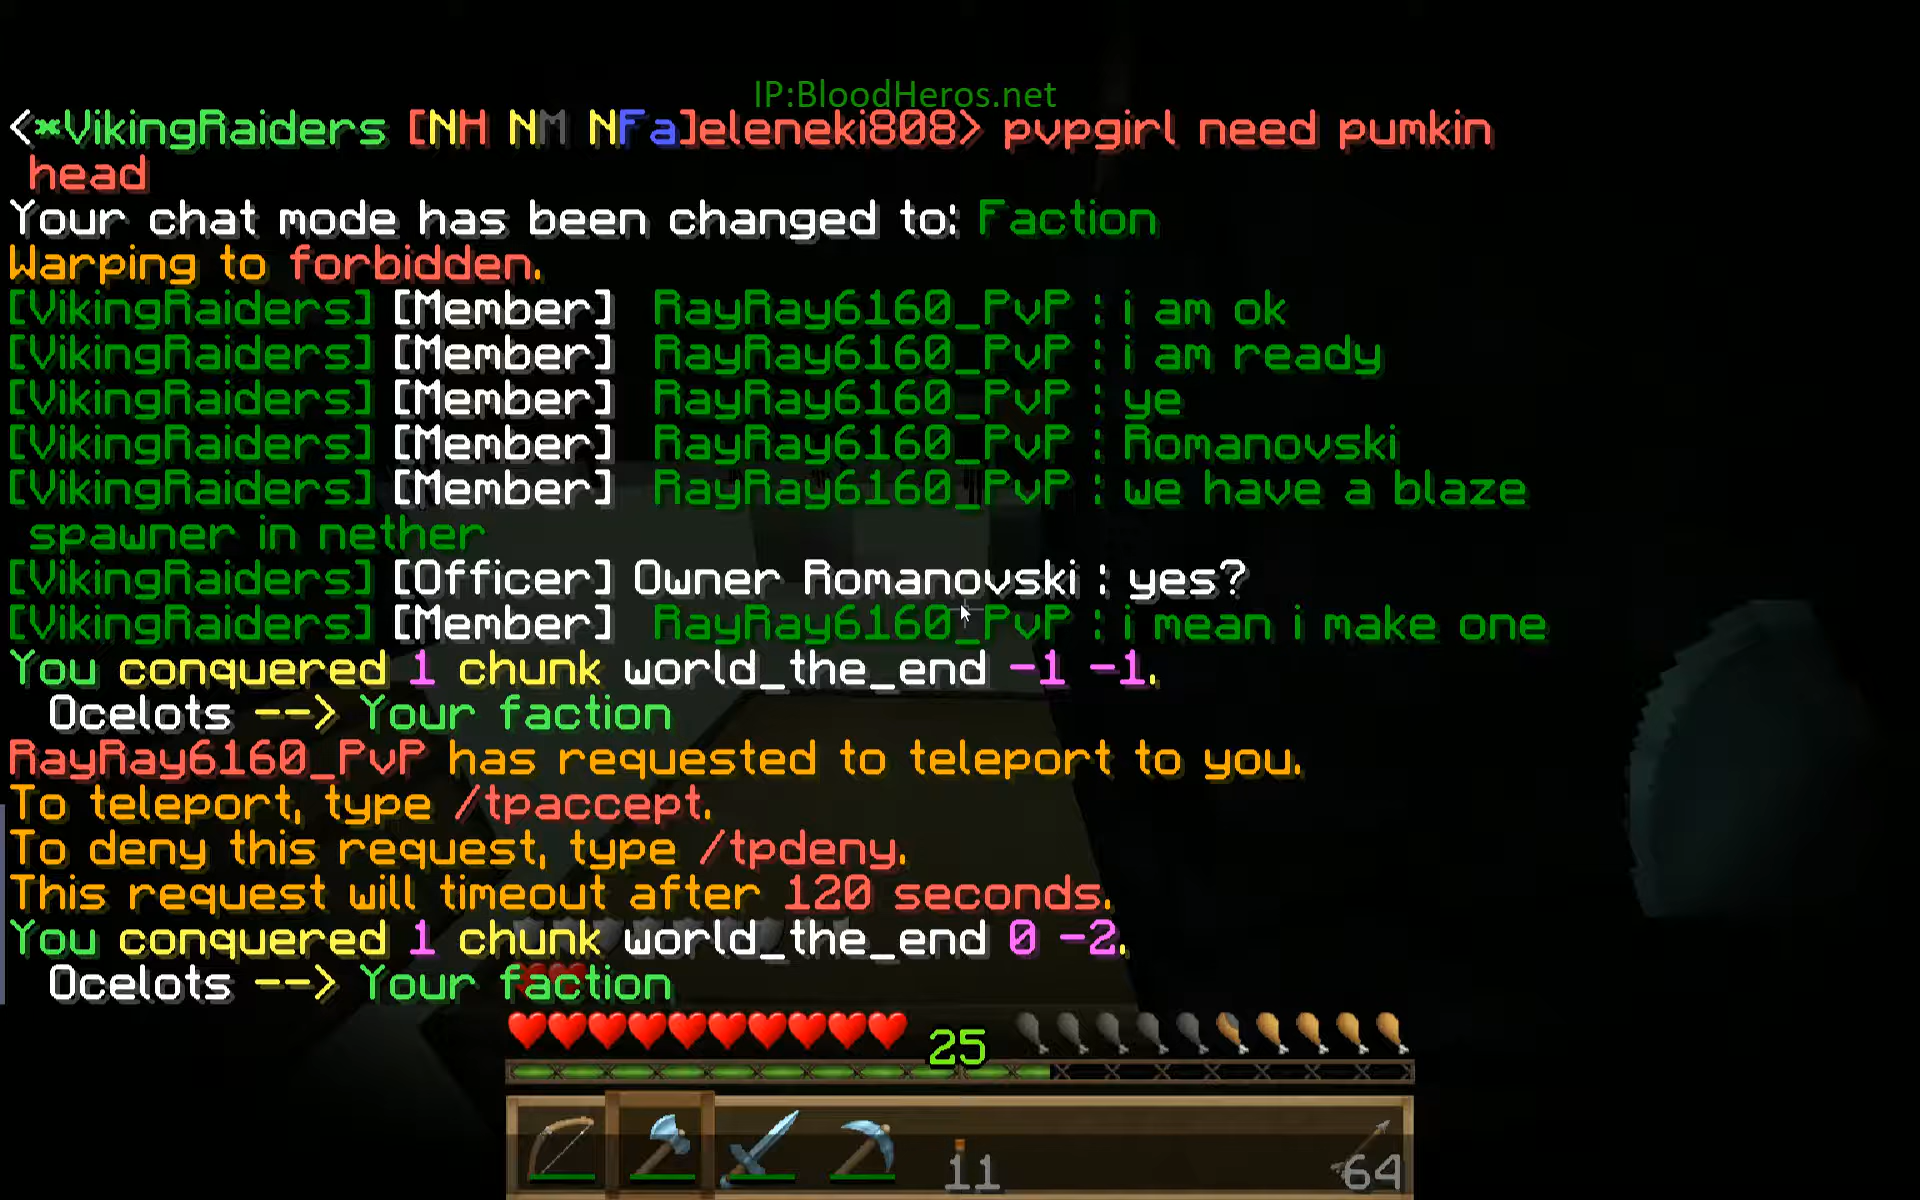 IP:BloodHeros.net
<*VikingRaiders [NH NM NFa]eleneki808> pvpgirl need pumkin
head
Your chat mode has been changed to: Faction
Warping to forbidden.
[VikingRaiders] [Member] RayRay6160_PvP : i am ok
[VikingRaiders] [Member] RayRay6160_PvP : i am ready
[VikingRaiders] [Member] RayRay6160_PvP : ye
[VikingRaiders] [Member] RayRay6160_PvP : Romanovski
[VikingRaiders] [Member] RayRay6160_PvP : we have a blaze
spawner in nether
[VikingRaiders] [Officer] Owner Romanovski : yes?
[VikingRaiders] [Member] RayRay6160_PvP : i mean i make one
You conquered 1 chunk world_the_end -1 -1.
Ocelots --> Your faction
RayRay6160_PvP has requested to teleport to you.
To teleport, type /tpaccept.
To deny this request, type /tpdeny.
This request will timeout after 120 seconds.
You conquered 1 chunk world_the_end 0 -2.
Ocelots --> Your faction
25
11 64